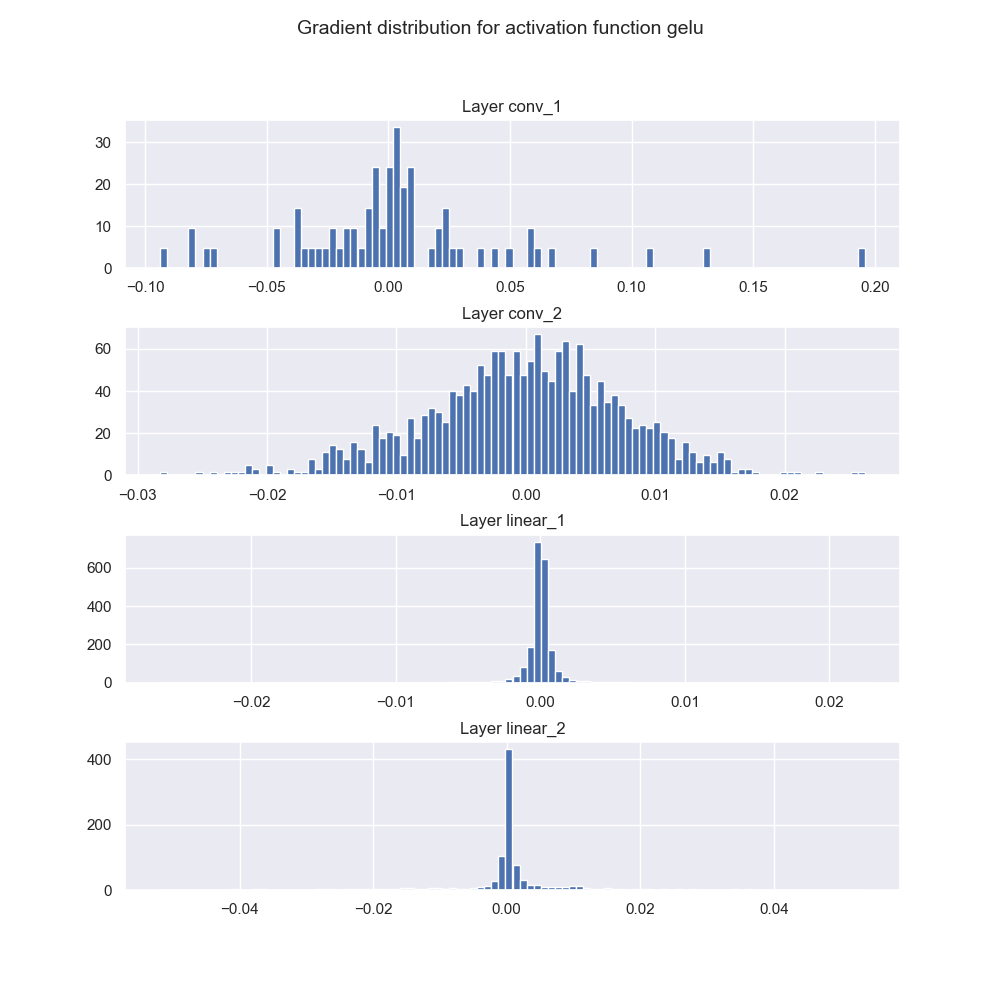 Gradient distribution for activation function gelu
Layer conv_1
30
20
10
0
−0.10 −0.05 0.00 0.05 0.10 0.15 0.20
Layer conv_2
60
40
20
0
−0.03 −0.02 −0.01 0.00 0.01 0.02
Layer linear_1
600
400
200
0
−0.02 −0.01 0.00 0.01 0.02
Layer linear_2
400
200
0
−0.04 −0.02 0.00 0.02 0.04